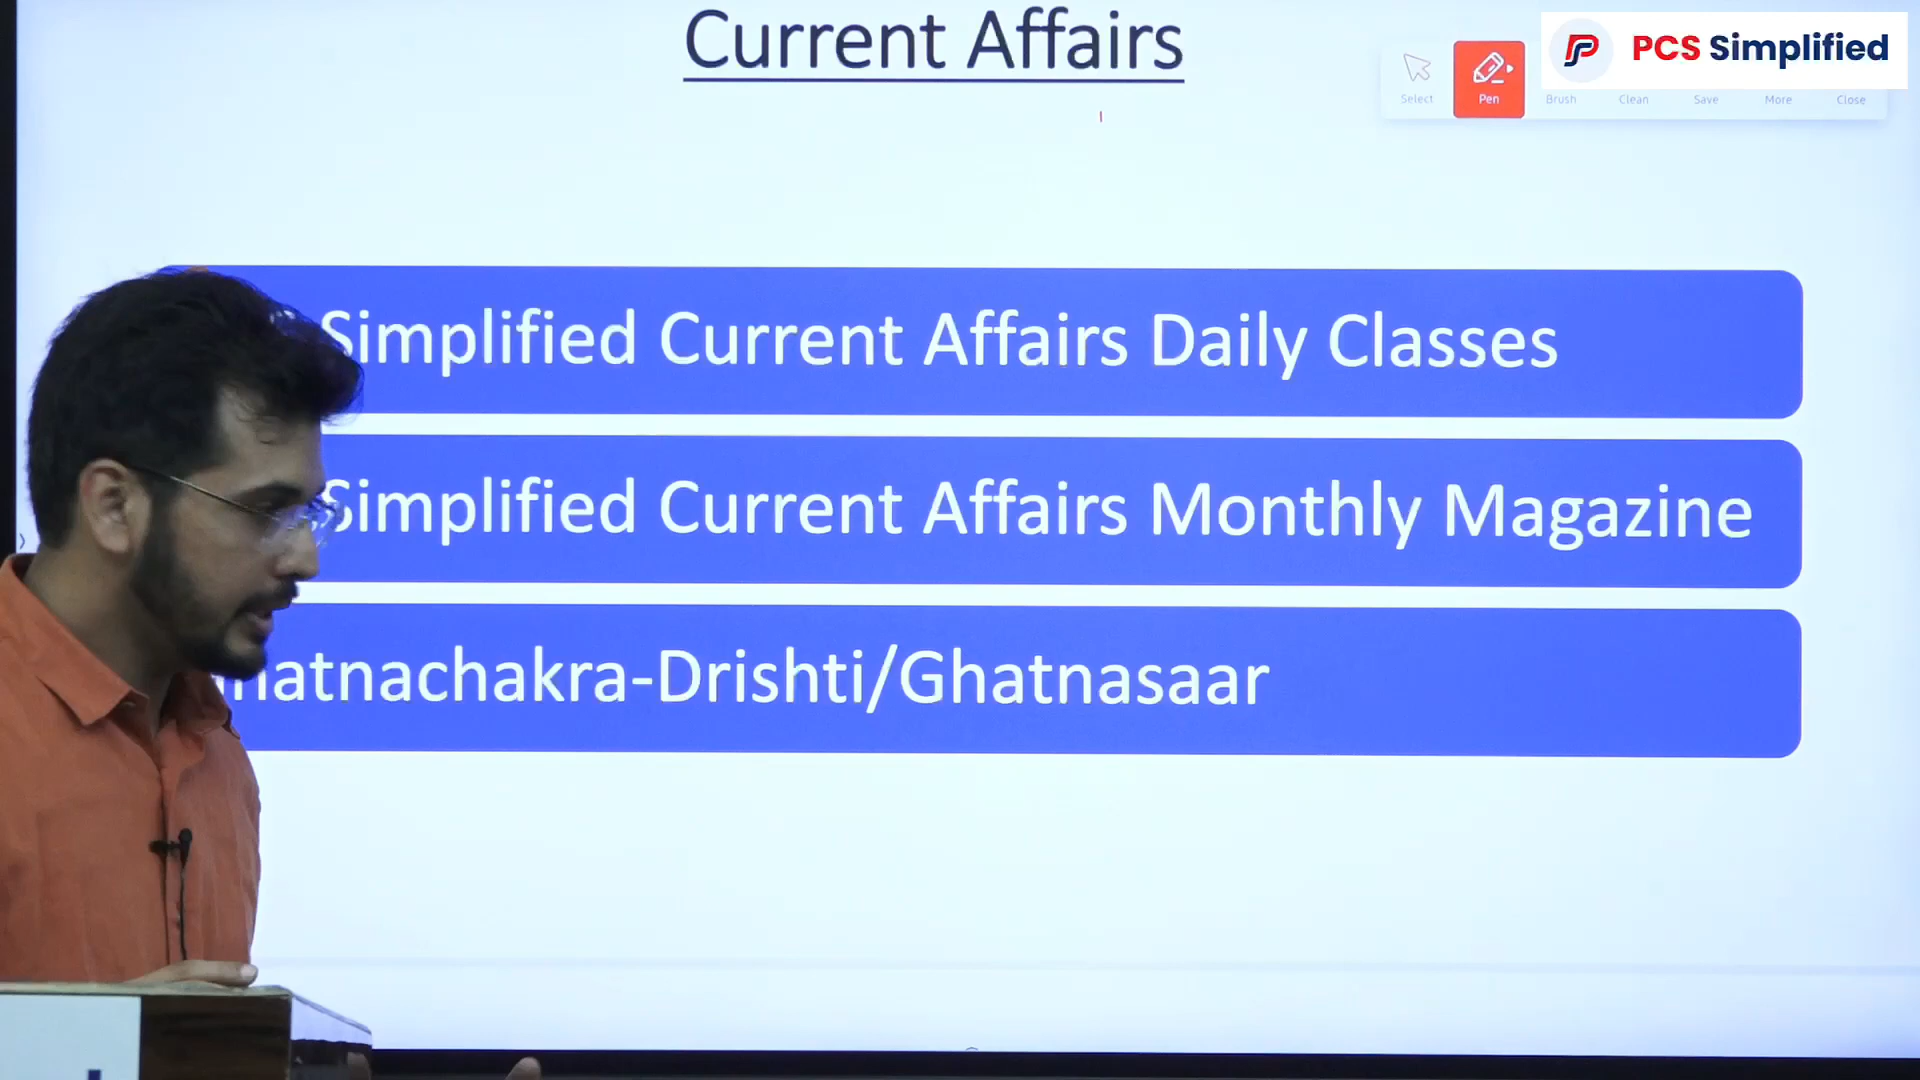 Current Affairs
PCS Simplified
Select
Pen
Brush
Clean
Save
More
Close
Simplified Current Affairs Daily Classes
Simplified Current Affairs Monthly Magazine
Drishti/Ghatnasaar